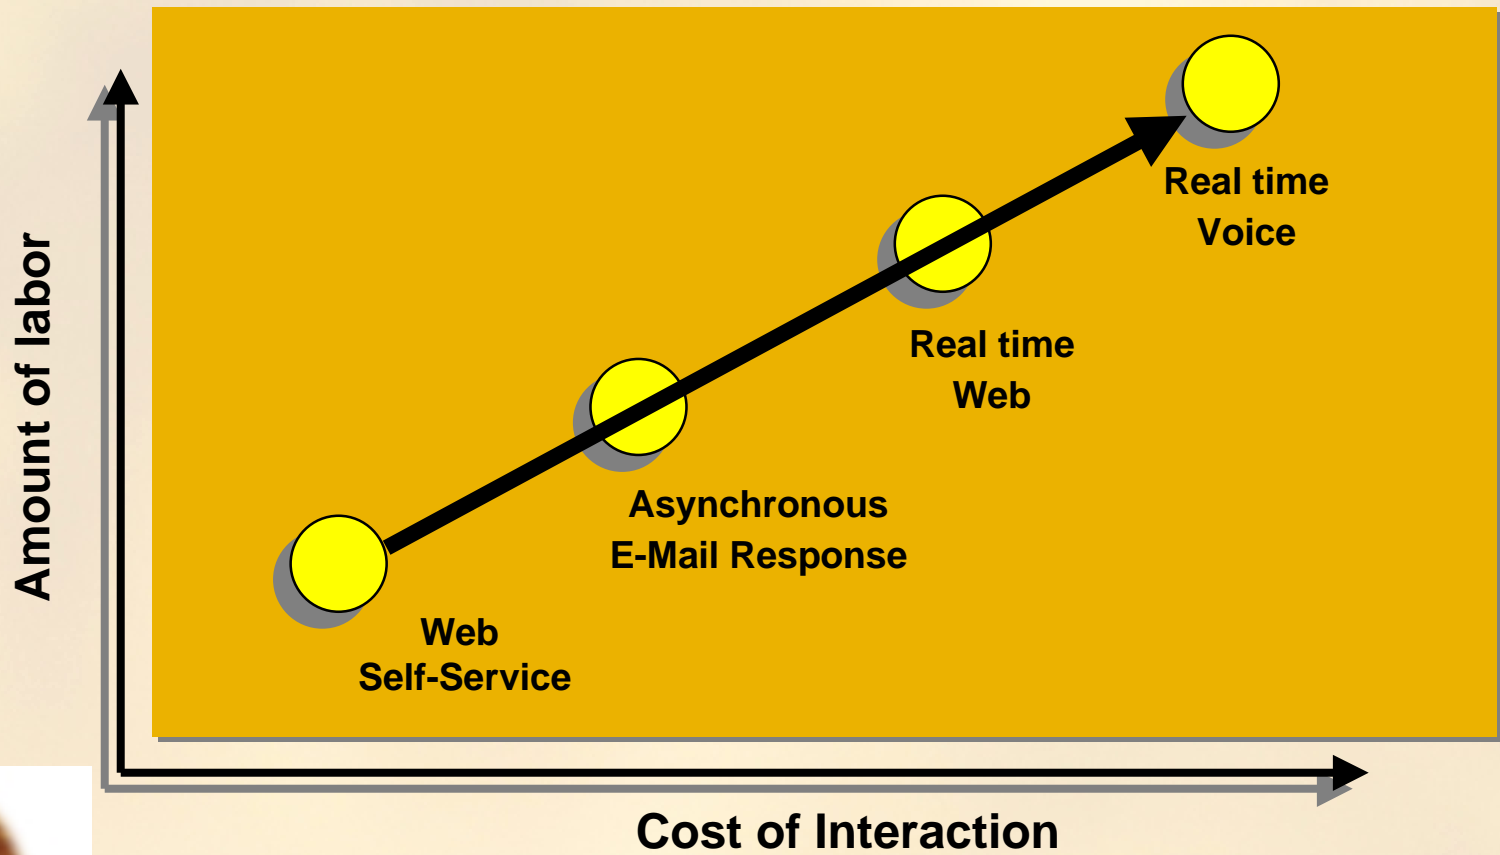 Amount of labor
Real time
Voice
Real time
Web
Asynchronous
E-Mail Response
Web
Self-Service
Cost of Interaction